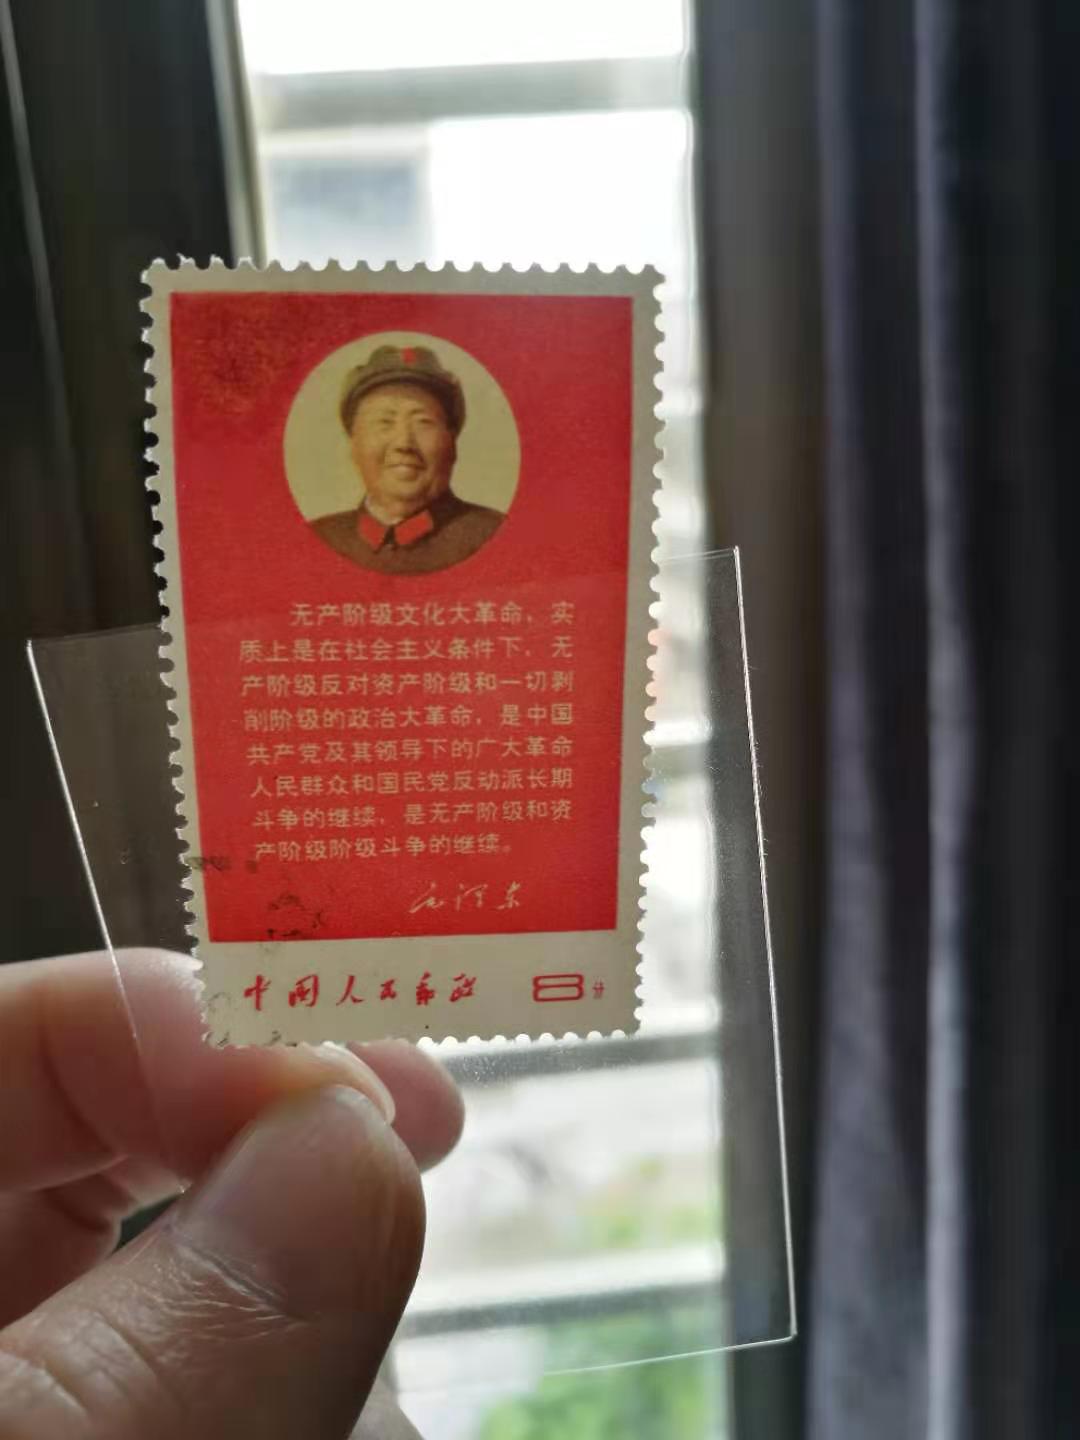 无产阶级文化大革命，实
质上是在社会主义条件下，无
产阶级反对资产阶级和一切剥
削阶级的政治大革命，是中国
共产党及其领导下的广大革命
人民群众和国民党反动派长期
斗争的继续，是无产阶级和资
产阶级阶级斗争的继续。
毛泽东
中国人民邮政 8分